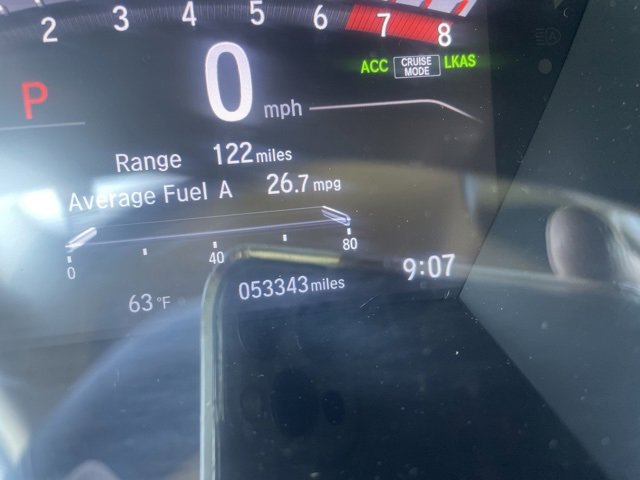 2 3 4 5 6 7 8
P
0 mph
ACC CRUISE MODE LKAS
Range 122 miles
Average Fuel A 26.7 mpg
0 40 80
63 °F 053343 miles 9:07